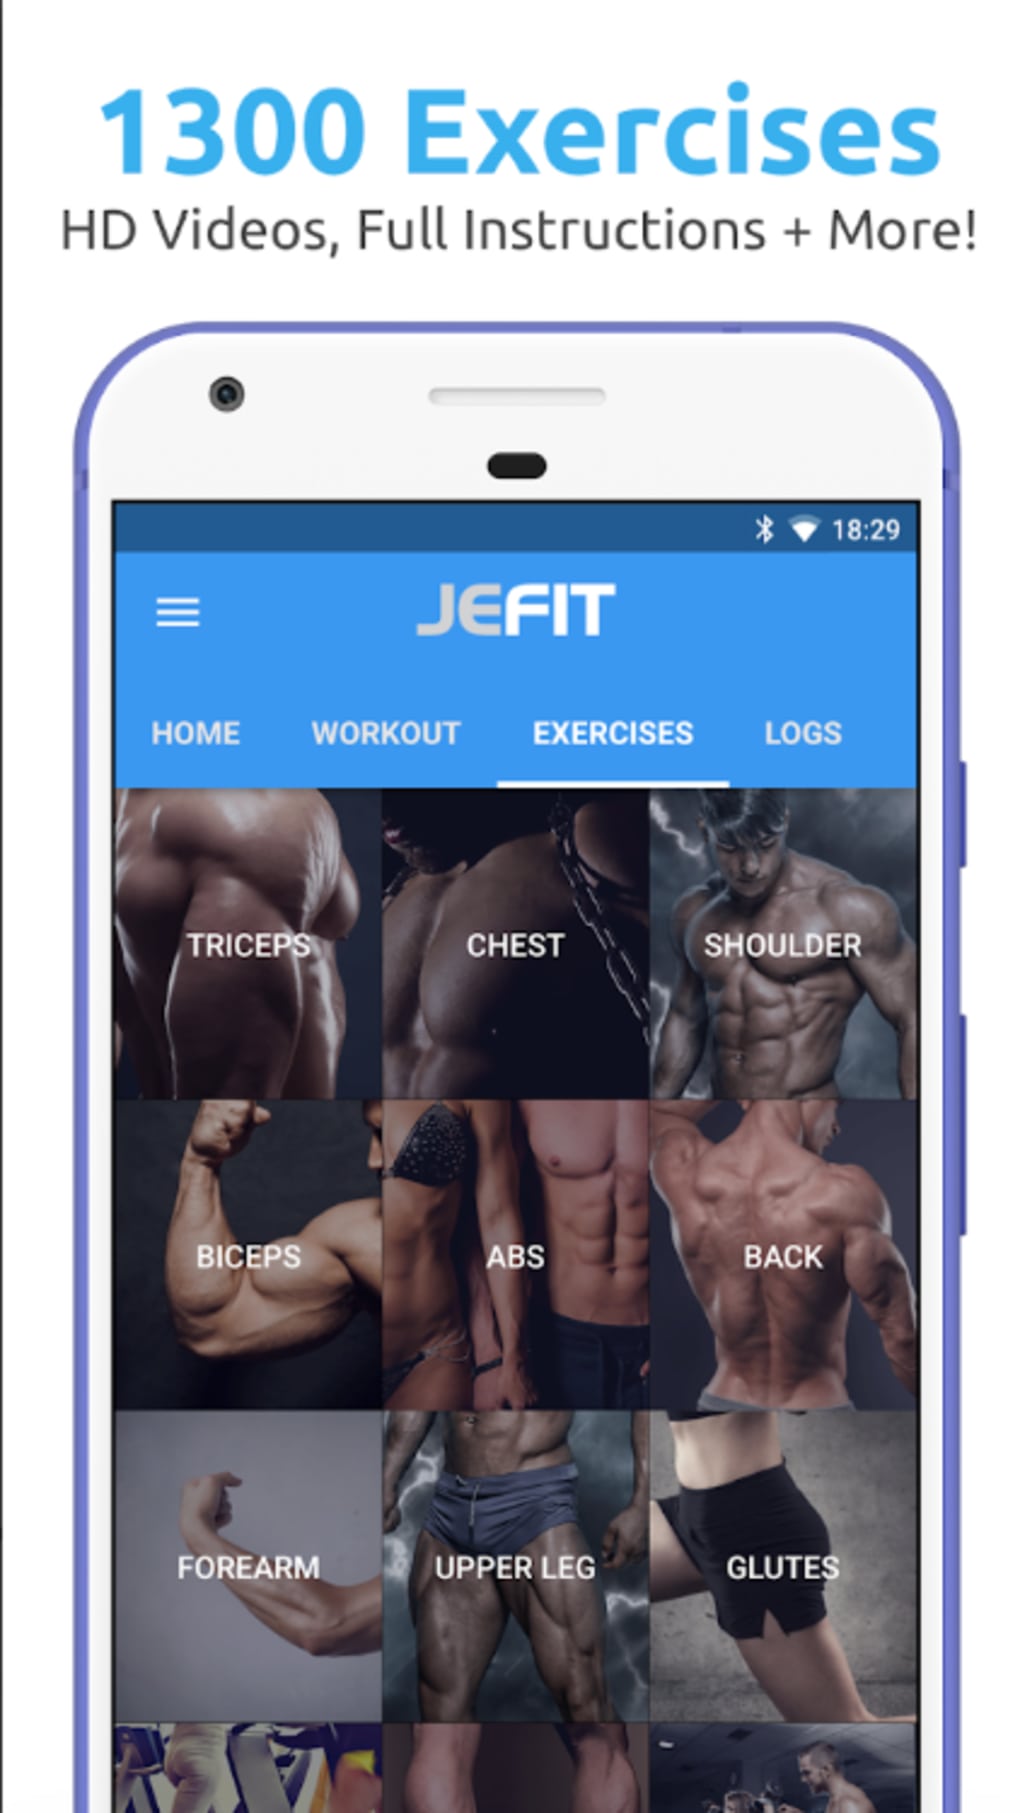 1300 Exercises
HD Videos, Full Instructions + More!
18:29
JEFIT
HOME WORKOUT EXERCISES LOGS
TRICEPS CHEST SHOULDER
BICEPS ABS BACK
FOREARM UPPER LEG GLUTES